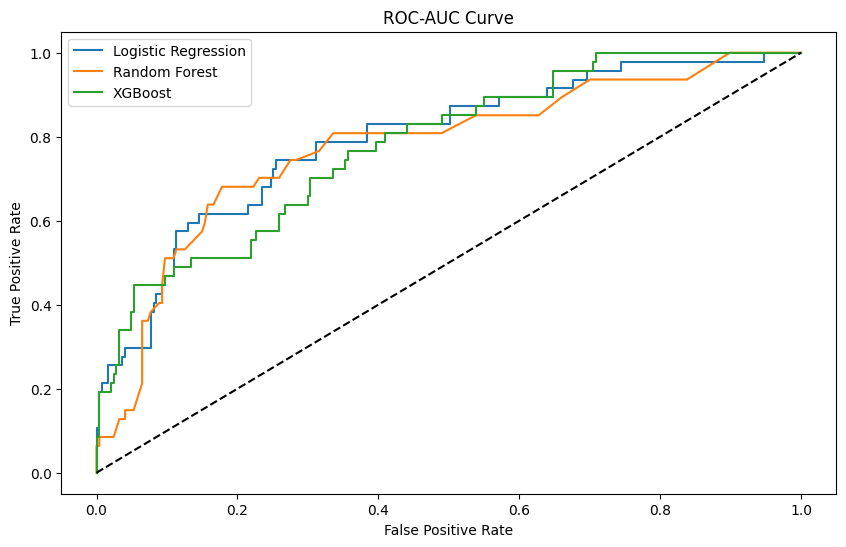 ROC-AUC Curve
Logistic Regression
Random Forest
XGBoost
True Positive Rate
1.0
0.8
0.6
0.4
0.2
0.0
0.0 0.2 0.4 0.6 0.8 1.0
False Positive Rate